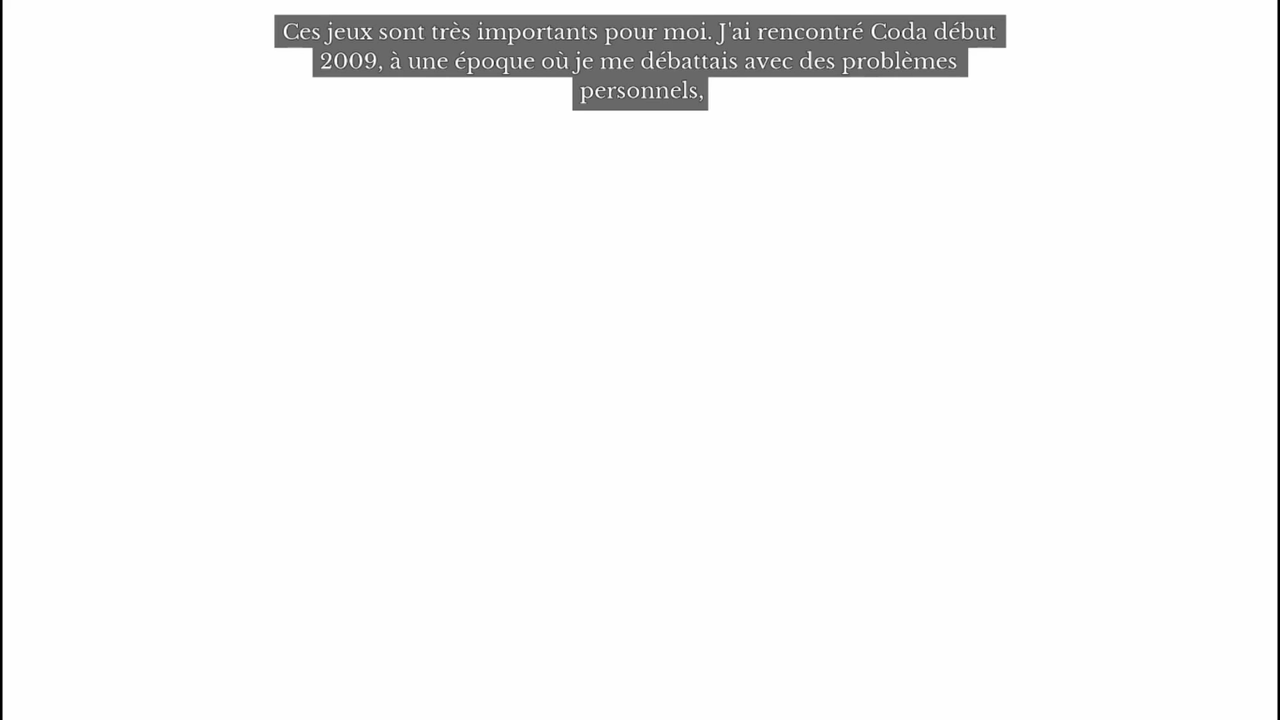 Ces jeux sont très importants pour moi. J'ai rencontré Coda début
2009, à une époque où je me débattais avec des problèmes
personnels,